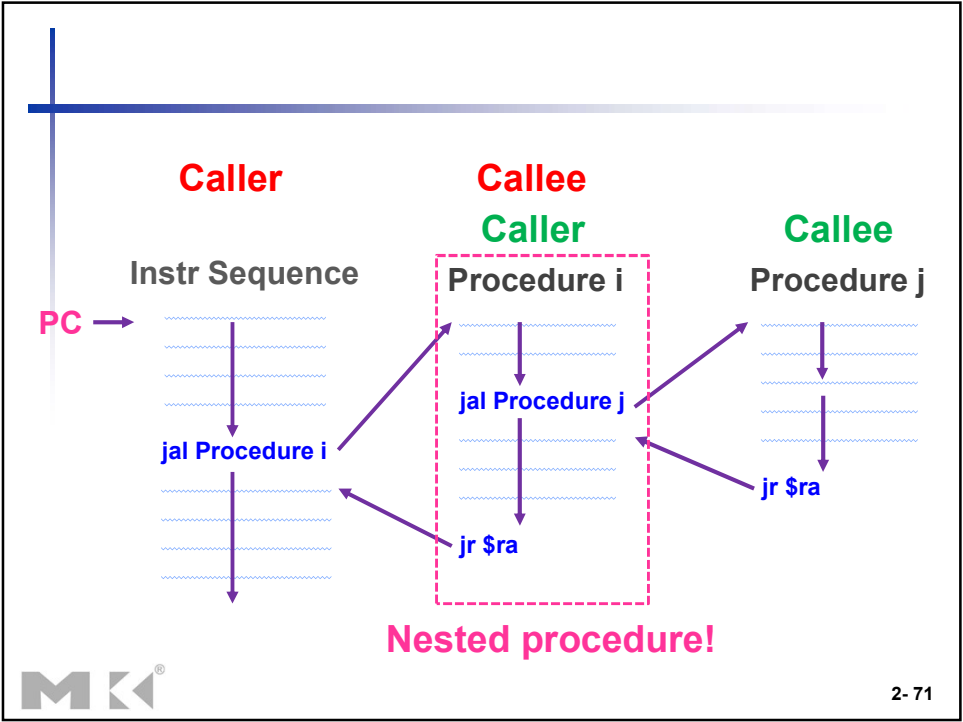 Caller
Callee
Caller
Callee
Instr Sequence
Procedure i
Procedure j
PC
jal Procedure i
jal Procedure j
jr $ra
jr $ra
Nested procedure!
MK®
2- 71